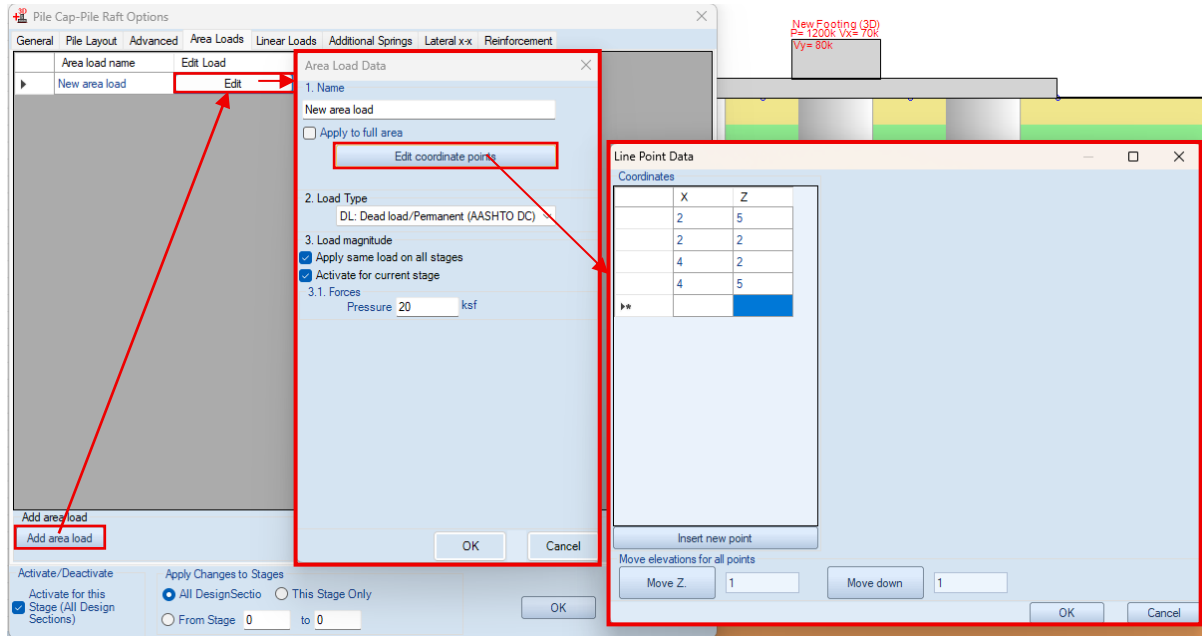 Pile Cap-Pile Raft Options
General Pile Layout Advanced Area Loads Linear Loads Additional Springs Lateral x-x Reinforcement
Area load name Edit Load
New area load Edit
Add area load
Add area load
Activate/Deactivate
Activate for this
Stage (All Design
Sections)
Apply Changes to Stages
All DesignSectio This Stage Only
From Stage 0 to 0
OK
Area Load Data
1. Name
New area load
Apply to full area
Edit coordinate points
2. Load Type
DL: Dead load/Permanent (AASHTO DC)
3. Load magnitude
Apply same load on all stages
Activate for current stage
3.1. Forces
Pressure 20 ksf
OK Cancel
New Footing (3D)
P= 1200k Vx= 70k
Vy= 80k
Line Point Data
Coordinates
X Z
2 5
2 2
4 2
4 5
Insert new point
Move elevations for all points
Move Z. 1 Move down 1
OK Cancel